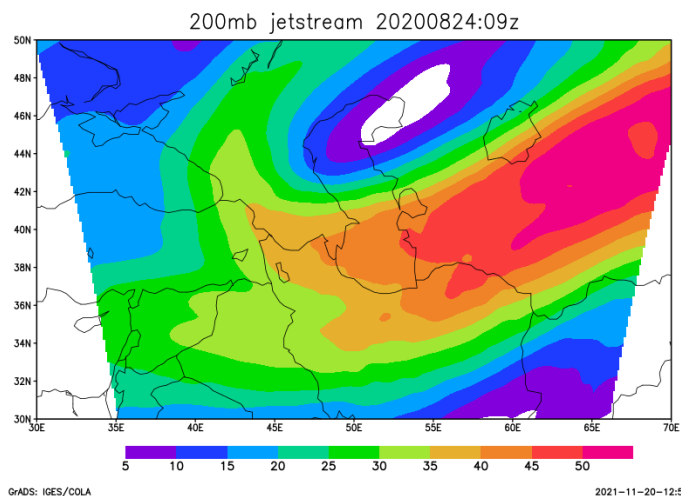 200mb jetstream 20200824:09z
50N
48N
46N
44N
42N
40N
38N
36N
34N
32N
30N
30E 35E 40E 45E 50E 55E 60E 65E 70E
5 10 15 20 25 30 35 40 45 50
GrADS: IGES/COLA 2021-11-20-12:5